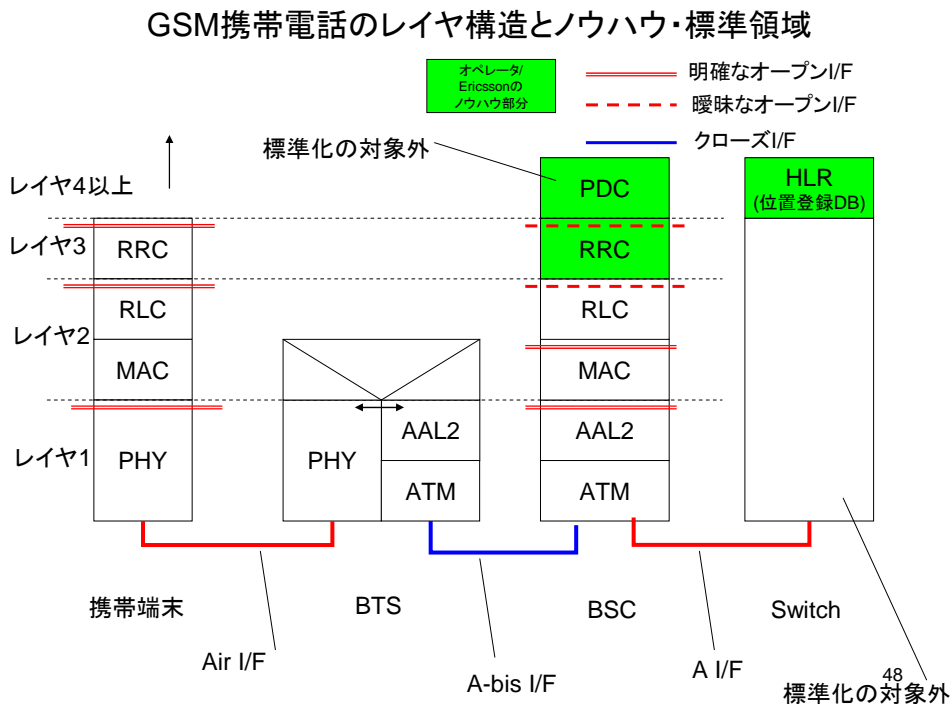 GSM携帯電話のレイヤ構造とノウハウ・標準領域
オペレータ/
Ericssonの
ノウハウ部分
明確なオープンI/F
曖昧なオープンI/F
クローズI/F
標準化の対象外
レイヤ4以上
PDC
HLR
(位置登録DB)
レイヤ3
RRC
RRC
レイヤ2
RLC
RLC
MAC
MAC
レイヤ1
PHY
PHY
AAL2
ATM
AAL2
ATM
携帯端末
BTS
BSC
Switch
Air I/F
A-bis I/F
A I/F
48
標準化の対象外